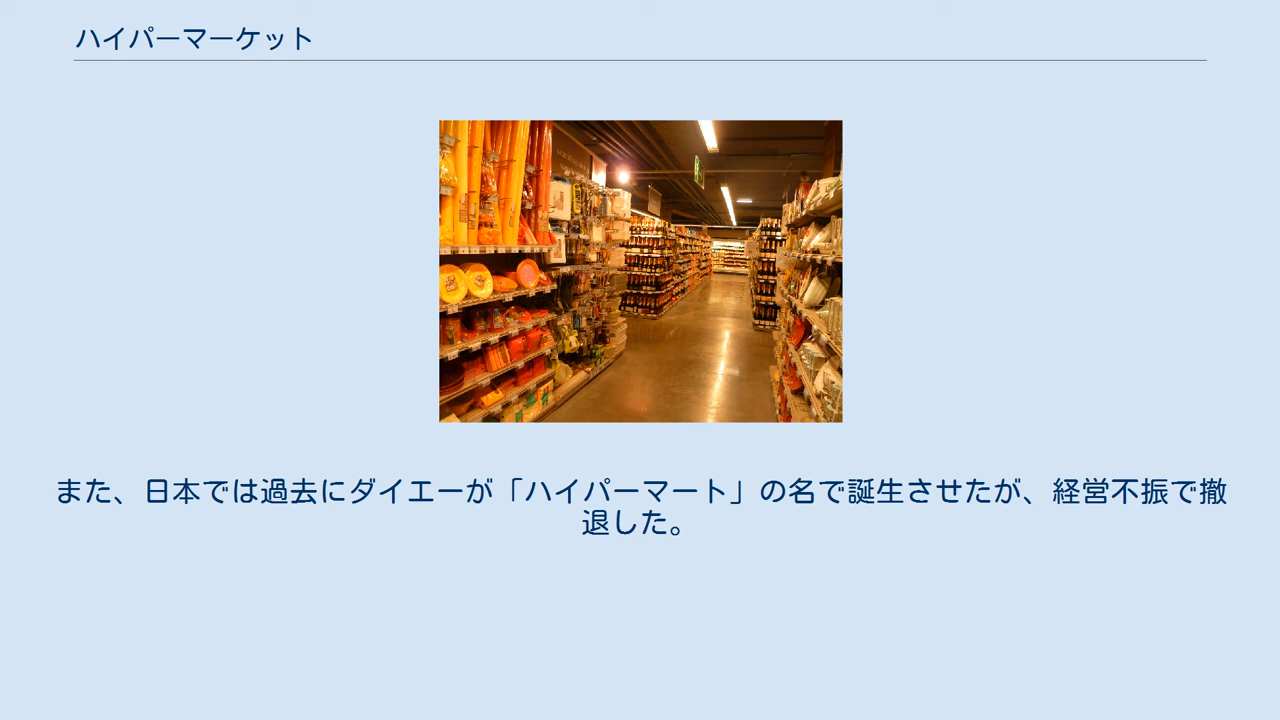 ハイパーマーケット
また、日本では過去にダイエーが「ハイパーマート」の名で誕生させたが、経営不振で撤
退した。